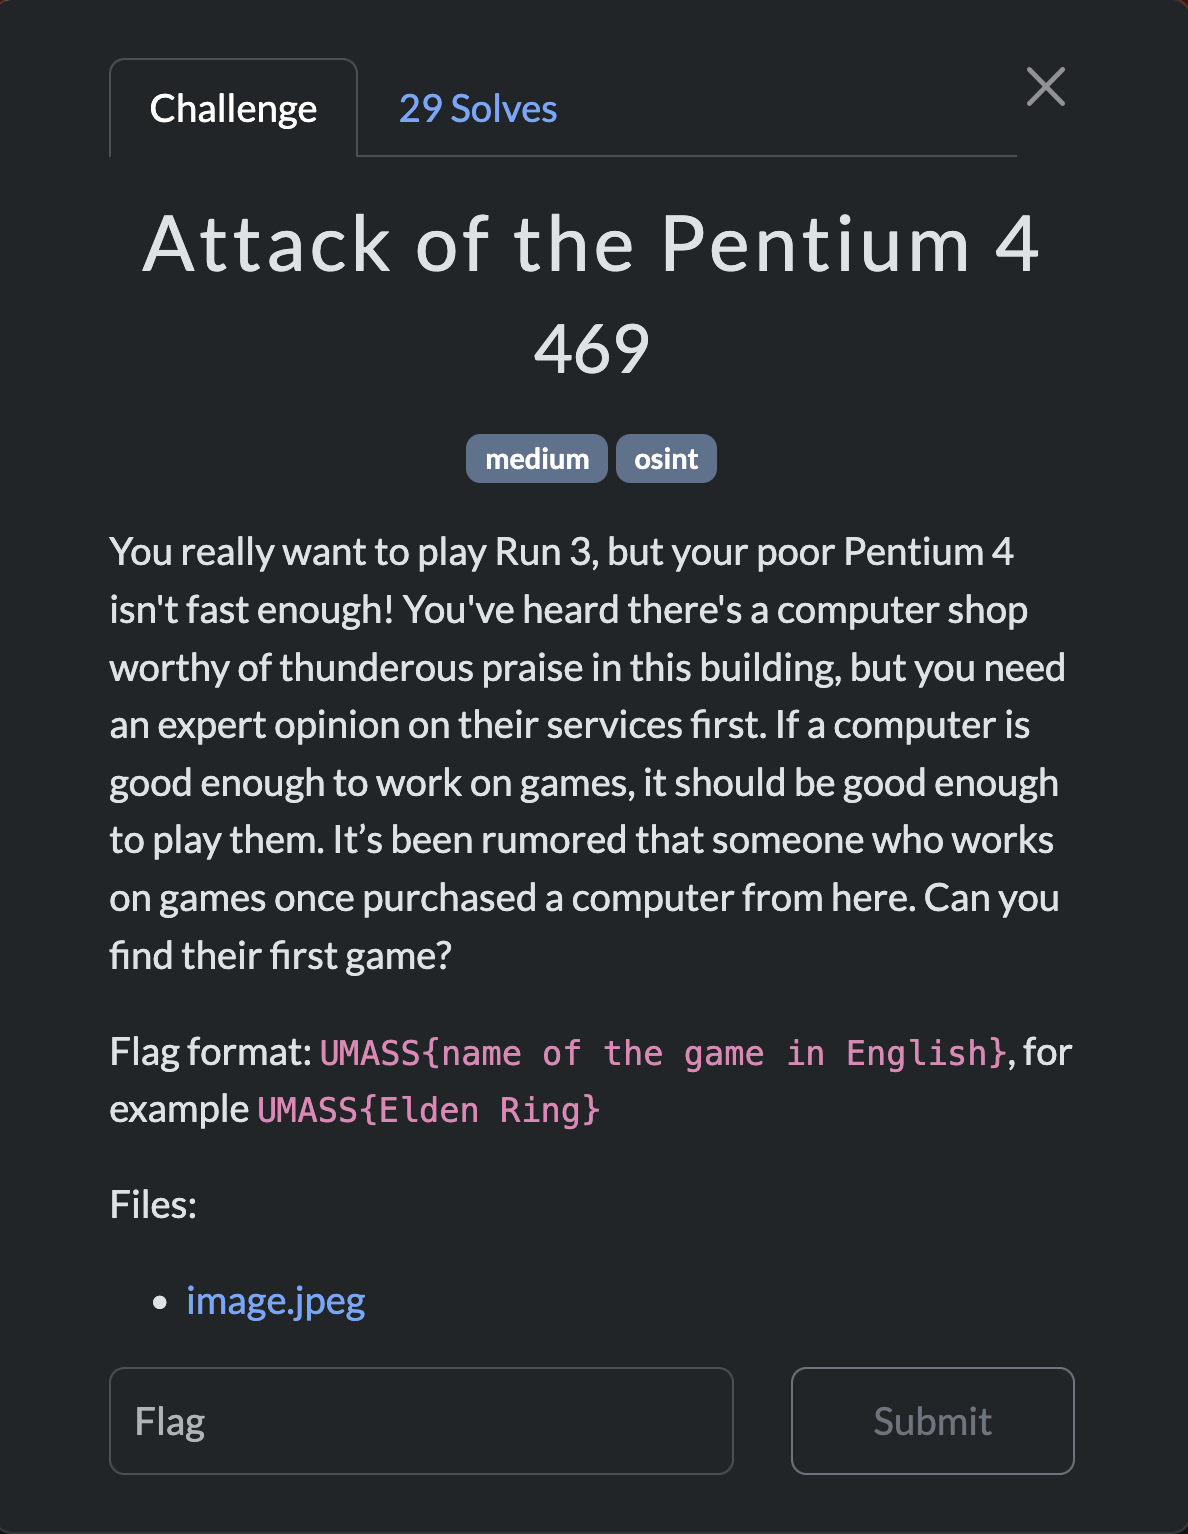 Challenge
29 Solves
Attack of the Pentium 4
469
medium osint
You really want to play Run 3, but your poor Pentium 4
isn't fast enough! You've heard there's a computer shop
worthy of thunderous praise in this building, but you need
an expert opinion on their services first. If a computer is
good enough to work on games, it should be good enough
to play them. It’s been rumored that someone who works
on games once purchased a computer from here. Can you
find their first game?
Flag format: UMASS{name of the game in English}, for
example UMASS{Elden Ring}
Files:
• image.jpeg
Flag
Submit